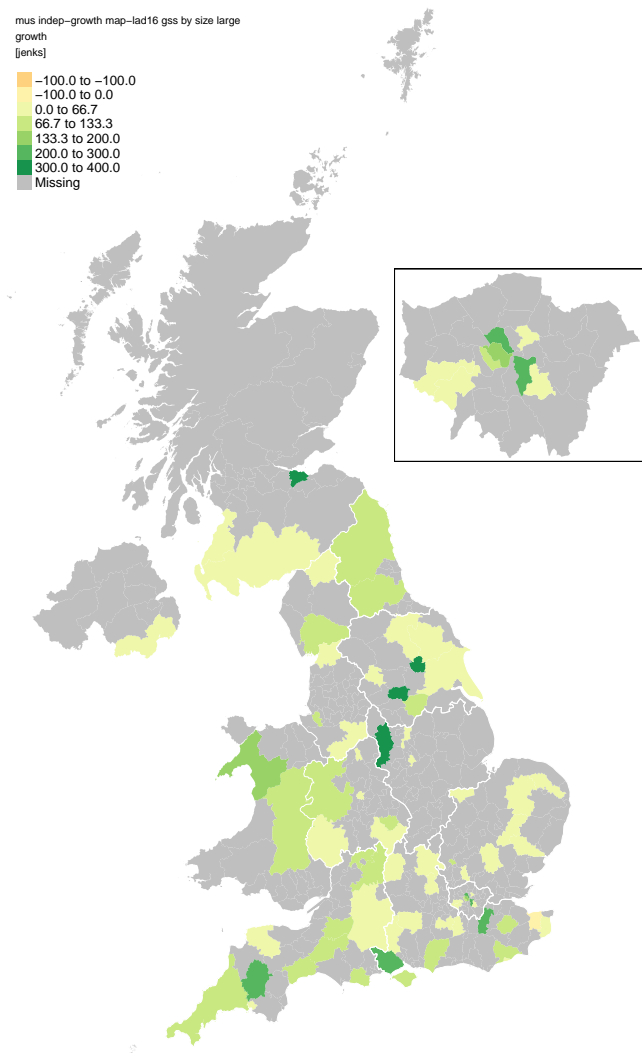 mus indep-growth map-lad16 gss by size large
growth
[jenks]
−100.0 to −100.0
−100.0 to 0.0
0.0 to 66.7
66.7 to 133.3
133.3 to 200.0
200.0 to 300.0
300.0 to 400.0
Missing